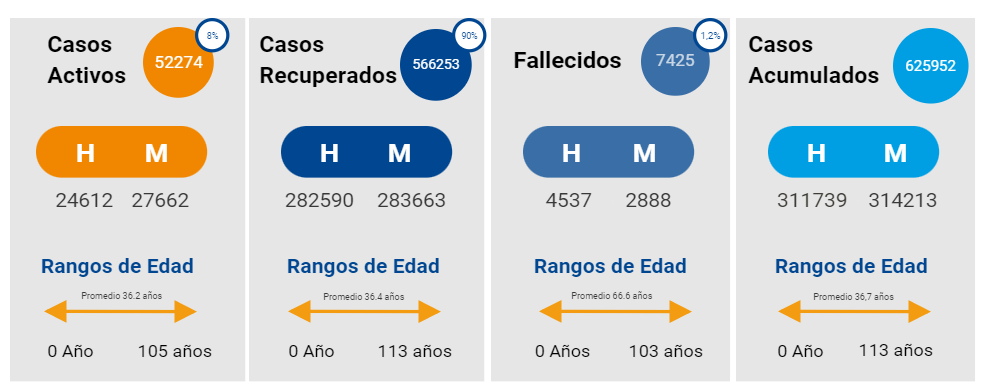 Casos
Activos
52274
8%
H M
24612 27662
Rangos de Edad
Promedio 36.2 años
0 Año 105 años
Casos
Recuperados
566253
90%
H M
282590 283663
Rangos de Edad
Promedio 36.4 años
0 Año 113 años
Fallecidos
7425
1,2%
H M
4537 2888
Rangos de Edad
Promedio 66.6 años
0 Años 103 años
Casos
Acumulados
625952
H M
311739 314213
Rangos de Edad
Promedio 36,7 años
0 Año 113 años